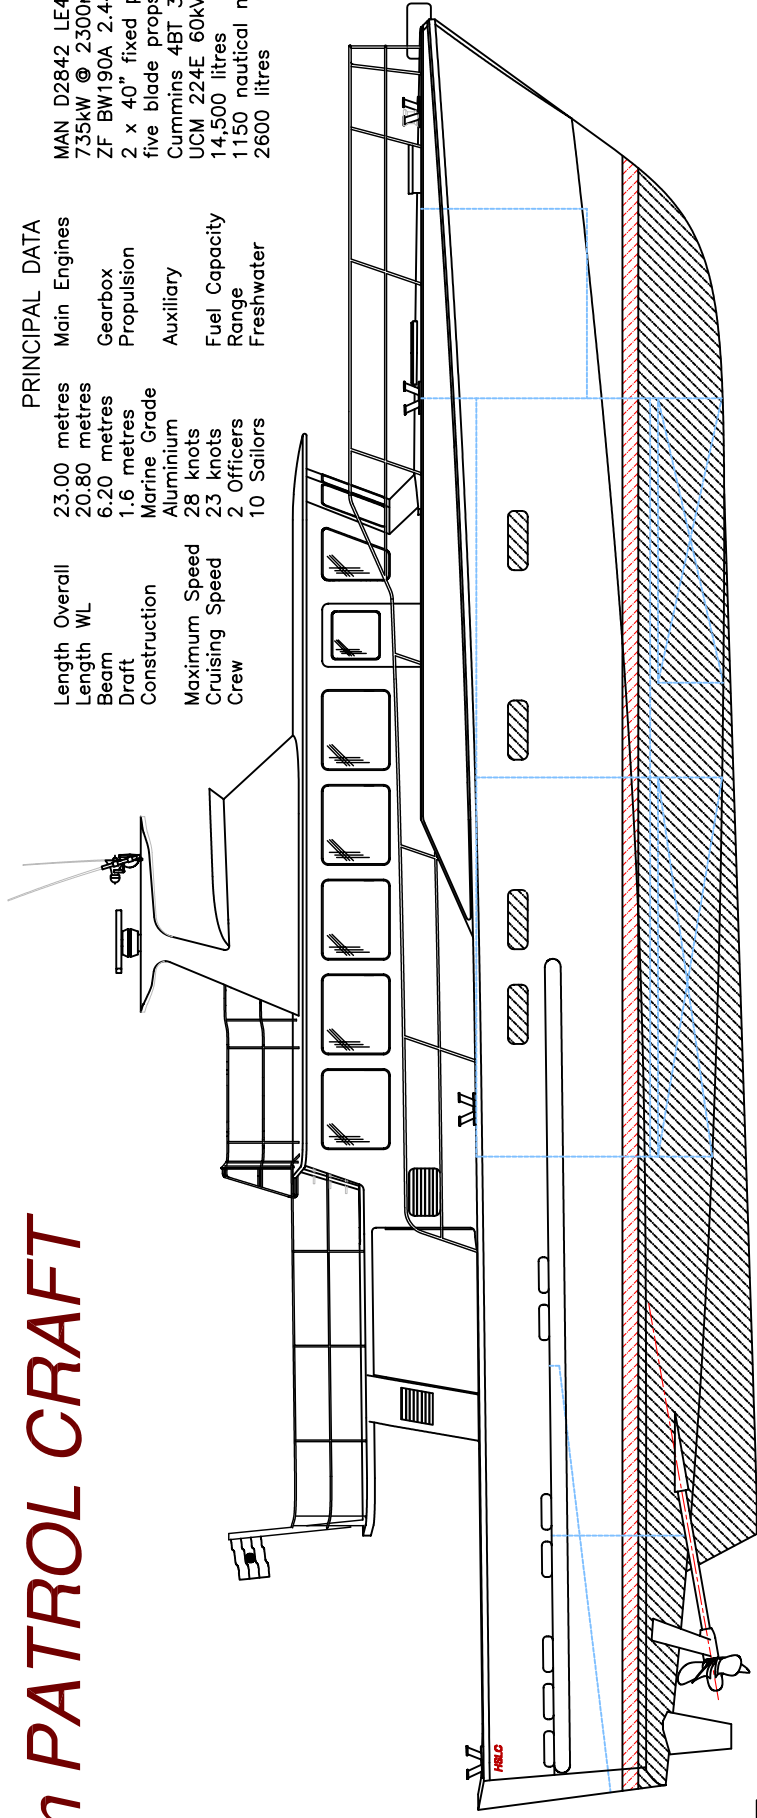 PATROL CRAFT
PRINCIPAL DATA
Length Overall 23.00 metres
Length WL 20.80 metres
Beam 6.20 metres
Draft 1.6 metres
Construction Marine Grade
Aluminium
Maximum Speed 28 knots
Cruising Speed 23 knots
Crew 2 Officers
10 Sailors
Main Engines MAN D2842 LE4
735kW @ 2300
Gearbox ZF BW190A 2.4
Propulsion 2 x 40" fixed
five blade props
Auxiliary Cummins 4BT
UCM 224E 60k
Fuel Capacity 14,500 litres
Range 1150 nautical
Freshwater 2600 litres
HSLC